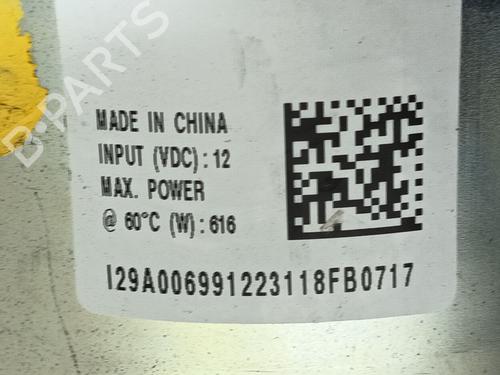 MADE IN CHINA
INPUT (VDC) : 12
MAX. POWER
@ 60°C (W) : 616
I29A006991223118FB0717
B-PARTS